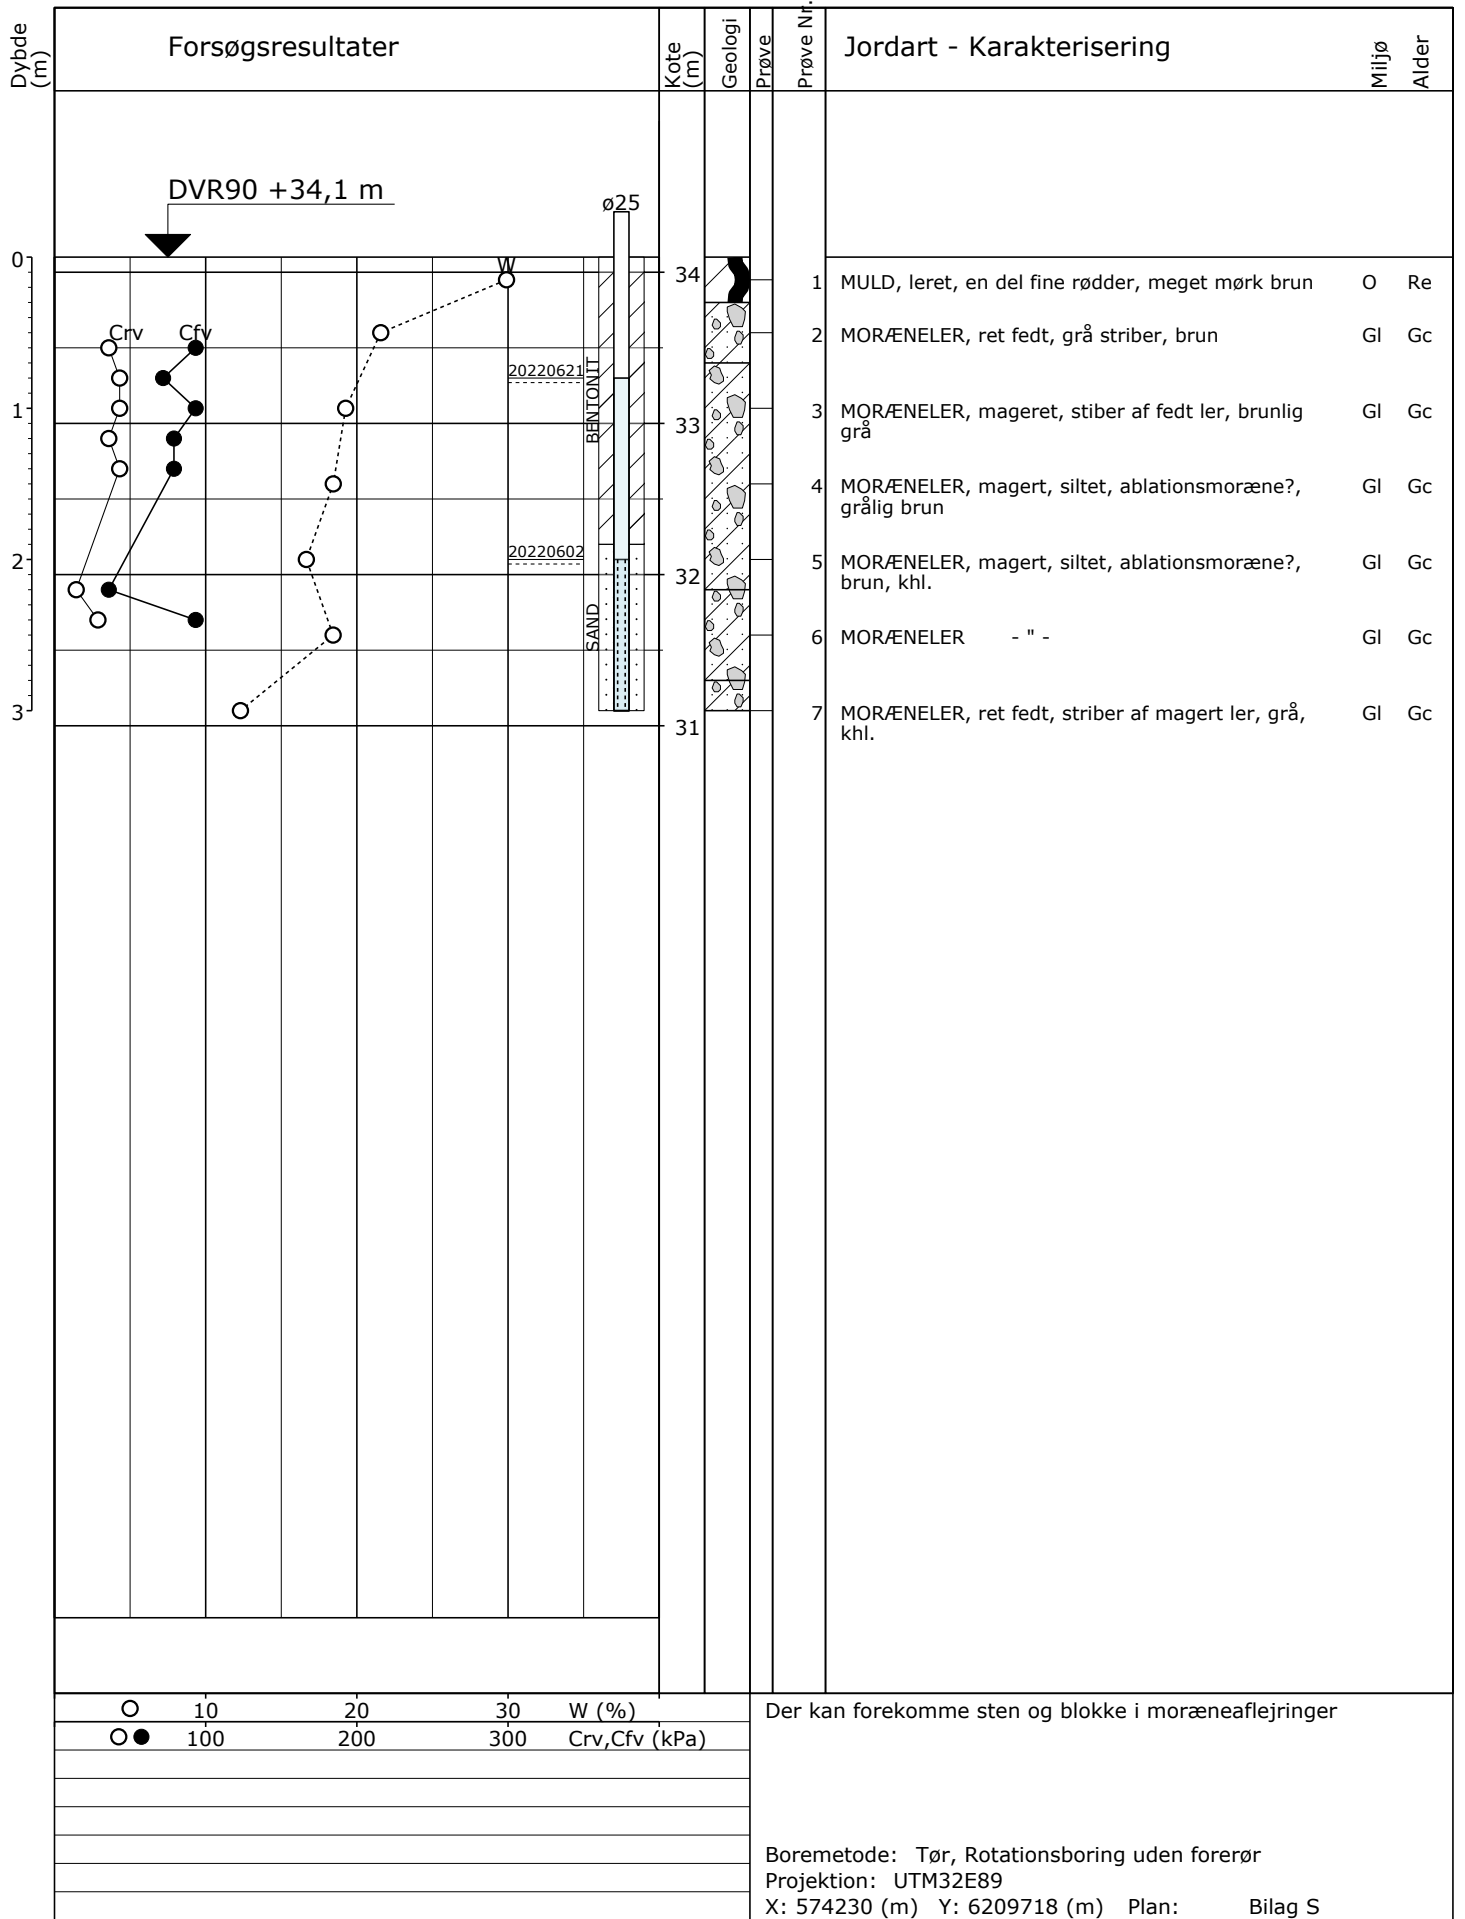 Dybde (m)
Forsøgsresultater
Kote (m)
Geologi
Prøve
Prøve Nr.
Jordart - Karakterisering
Miljø
Alder
DVR90 +34,1 m
ø25
0
W
34
1 MULD, leret, en del fine rødder, meget mørk brun O Re
Crv Cfv
2 MORÆNELER, ret fedt, grå striber, brun Gl Gc
20220621
BENTONIT
1
33
3 MORÆNELER, mageret, stiber af fedt ler, brunlig Gl Gc
grå
4 MORÆNELER, magert, siltet, ablationsmoræne?, Gl Gc
grålig brun
20220602
2
32
5 MORÆNELER, magert, siltet, ablationsmoræne?, Gl Gc
brun, khl.
SAND
6 MORÆNELER - " - Gl Gc
3
31
7 MORÆNELER, ret fedt, striber af magert ler, grå, Gl Gc
khl.
10 20 30 W (%)
100 200 300 Crv,Cfv (kPa)
Der kan forekomme sten og blokke i moræneaflejringer
Boremetode: Tør, Rotationsboring uden forerør
Projektion: UTM32E89
X: 574230 (m) Y: 6209718 (m) Plan: Bilag S